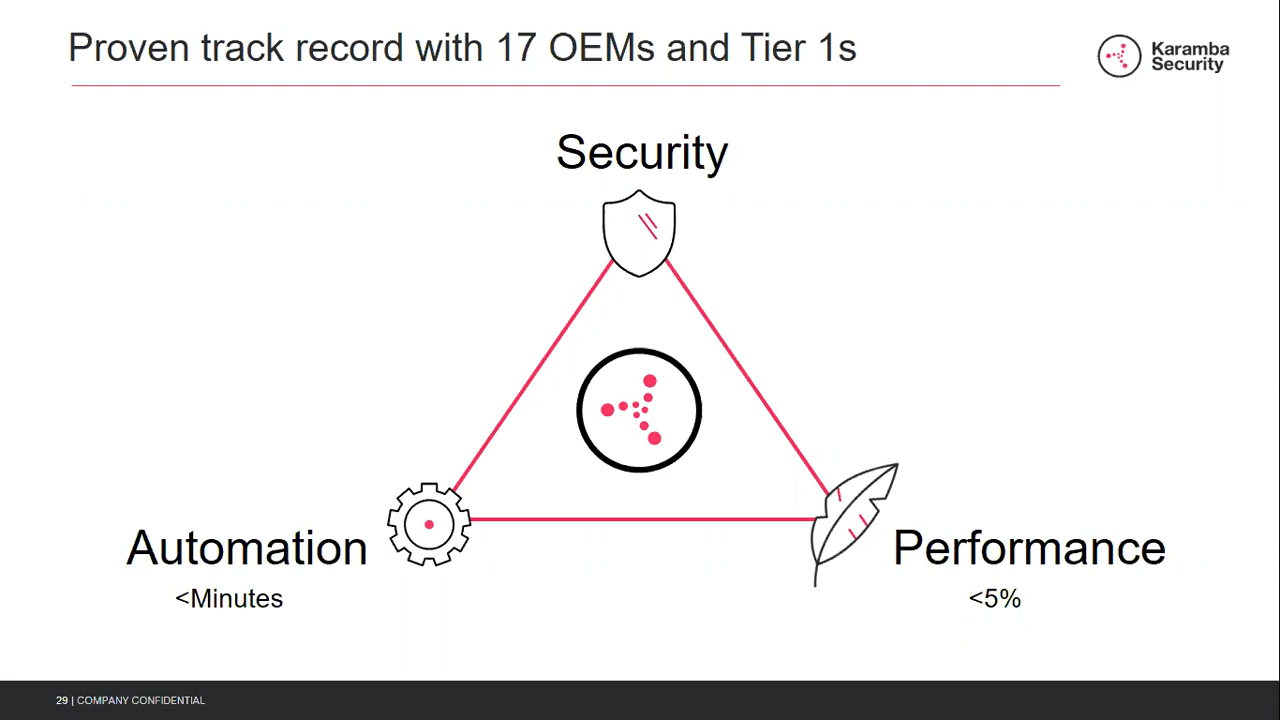 Proven track record with 17 OEMs and Tier 1s
Karamba
Security
Security
Automation
<Minutes
Performance
<5%
29 | COMPANY CONFIDENTIAL